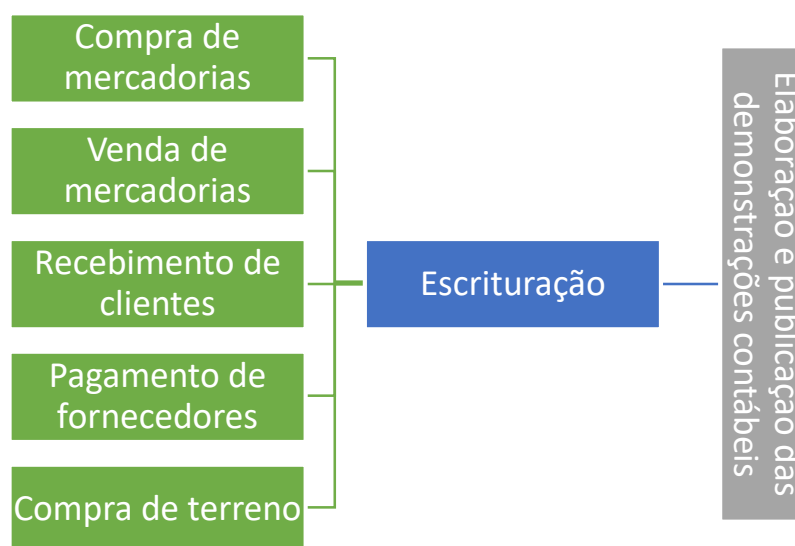 Compra de
mercadorias
Venda de
mercadorias
Recebimento de
clientes
Pagamento de
fornecedores
Compra de terreno
Escrituração
Elaboração e publicação das
demonstrações contábeis